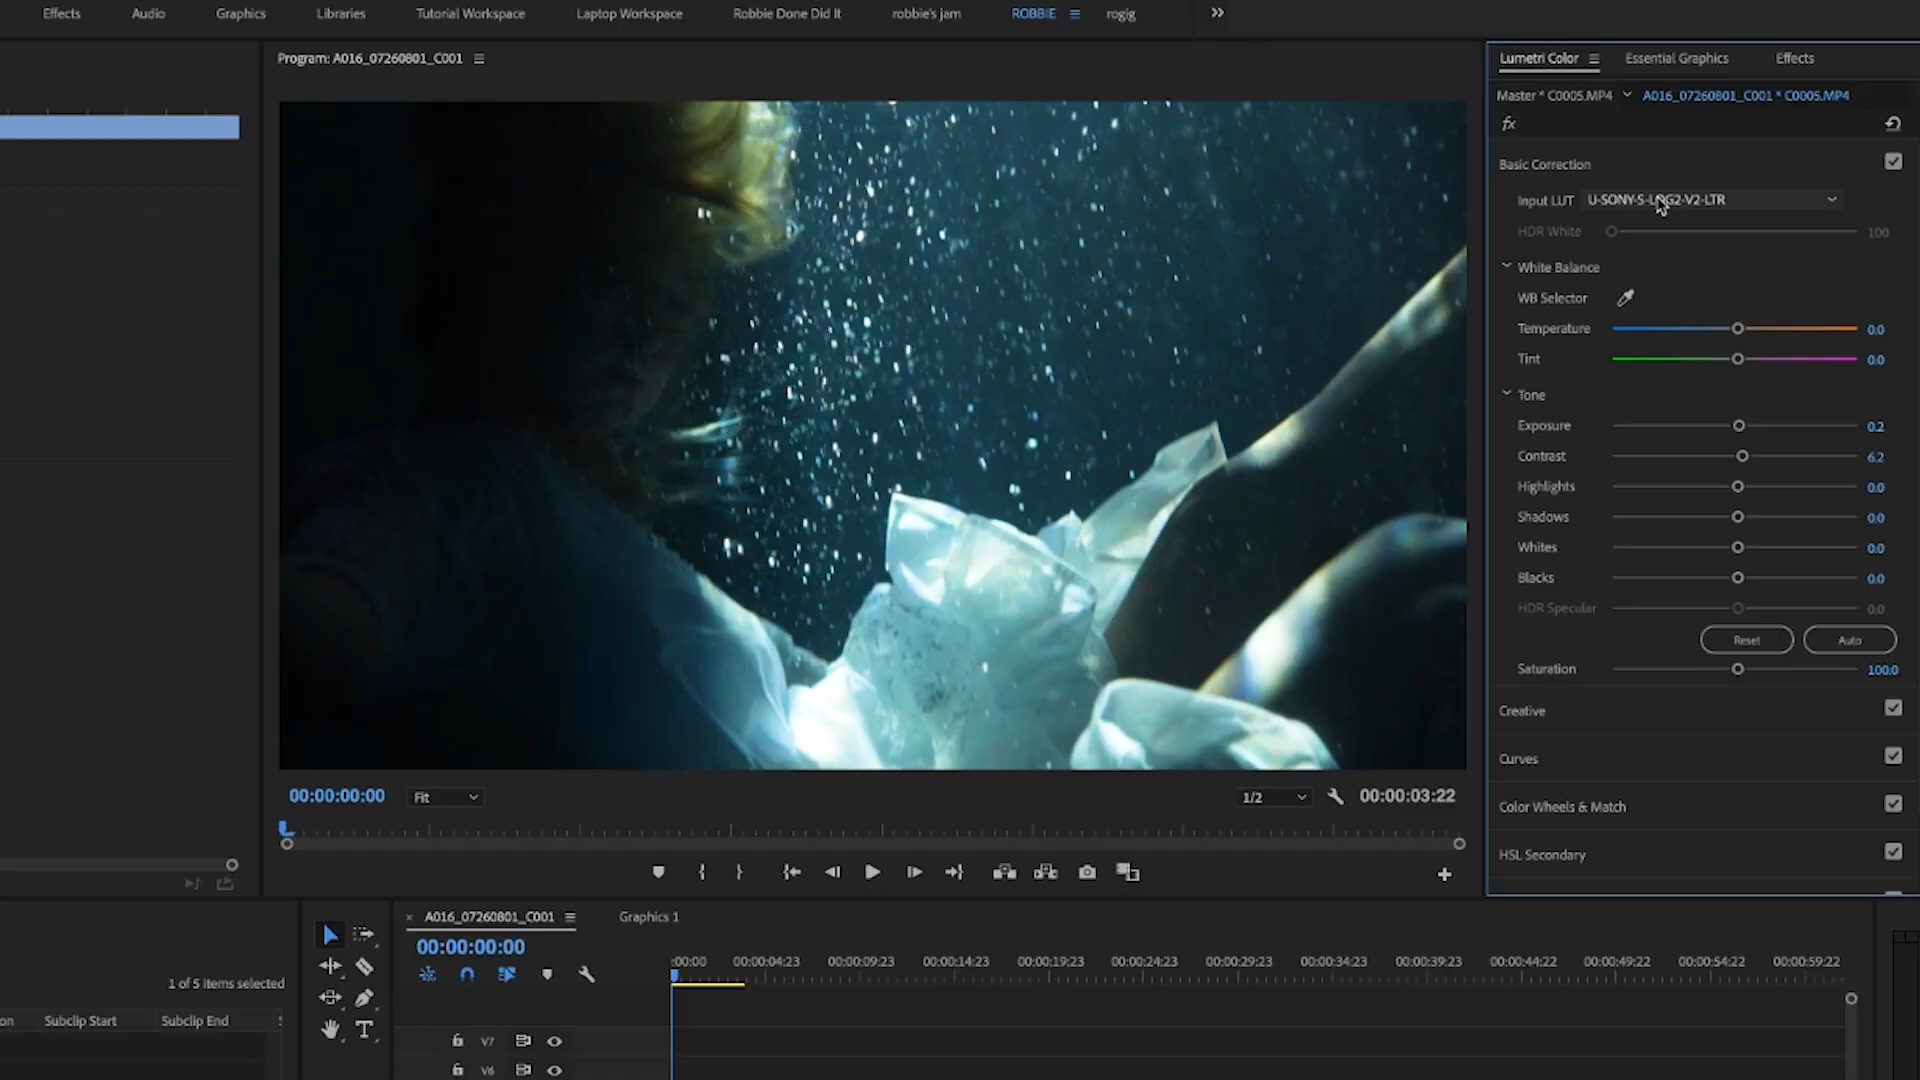 Effects Audio Graphics Libraries Tutorial Workspace Laptop Workspace Robbie Done Did It robbie's jam ROBBIE rogig
Program: A016_07260801_C001
Lumetri Color Essential Graphics Effects
Master * C0005.MP4 A016_07260801_C001 * C0005.MP4
fx
Basic Correction
Input LUT U-SONY-S-LOG2-V2-LTR
HDR White 100
White Balance
WB Selector
Temperature 0.0
Tint 0.0
Tone
Exposure 0.2
Contrast 6.2
Highlights 0.0
Shadows 0.0
Whites 0.0
Blacks 0.0
HDR Specular 0.0
Reset Auto
Saturation 100.0
Creative
Curves
Color Wheels & Match
HSL Secondary
00:00:00:00 Fit 1/2 00:00:03:22
1 of 5 items selected
on Subclip Start Subclip End
× A016_07260801_C001 Graphics 1
00:00:00:00
:00:00 00:00:04:23 00:00:09:23 00:00:14:23 00:00:19:23 00:00:24:23 00:00:29:23 00:00:34:23 00:00:39:23 00:00:44:22 00:00:49:22 00:00:54:22 00:00:59:22
V7
V6